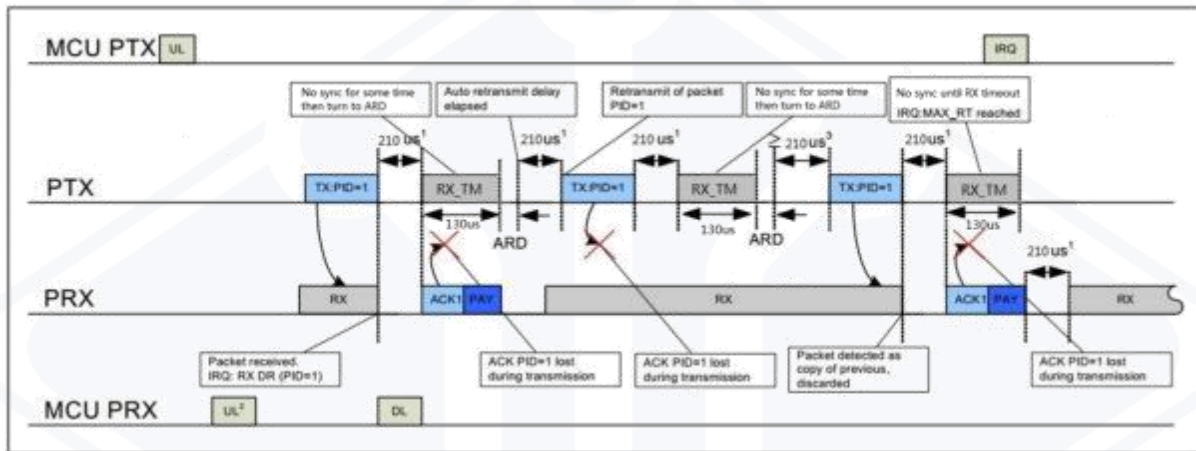 MCU PTX
UL
IRQ
No sync for some time
then turn to ARD
Auto retransmit delay
elapsed
Retransmit of packet
PID=1
No sync for some time
then turn to ARD
No sync until RX timeout
IRQ:MAX_RT reached
210 us¹
210 us¹
210 us¹
210us³
210 us¹
PTX
TX:PID=1
RX_TM
TX:PID=1
RX_TM
TX:PID=1
RX_TM
130us
ARD
130us
ARD
130us
210 us¹
PRX
RX
ACK1
PAY
RX
ACK1
PAY
RX
Packet received.
IRQ: RX DR (PID=1)
ACK PID=1 lost
during transmission
ACK PID=1 lost
during transmission
Packet detected as
copy of previous,
discarded
ACK PID=1 lost
during transmission
MCU PRX
UL²
DL